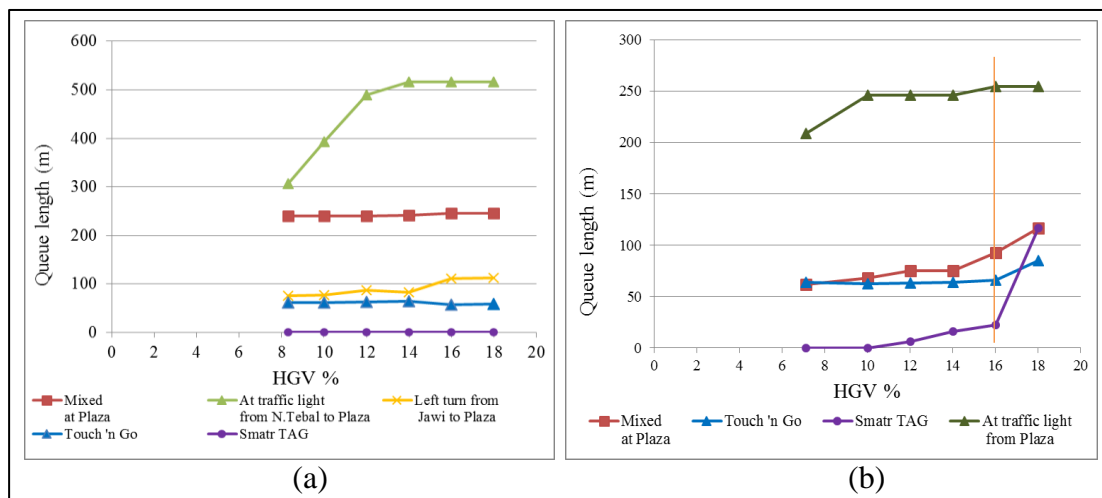 600
500
400
300
200
100
0
Queue length (m)
0 2 4 6 8 10 12 14 16 18 20
HGV %
Mixed
at Plaza
At traffic light
from N.Tebal to Plaza
Left turn from
Jawi to Plaza
Touch 'n Go
Smatr TAG
(a)
300
250
200
150
100
50
0
Queue length (m)
0 2 4 6 8 10 12 14 16 18 20
HGV %
Mixed
at Plaza
Touch 'n Go
Smatr TAG
At traffic light
from Plaza
(b)